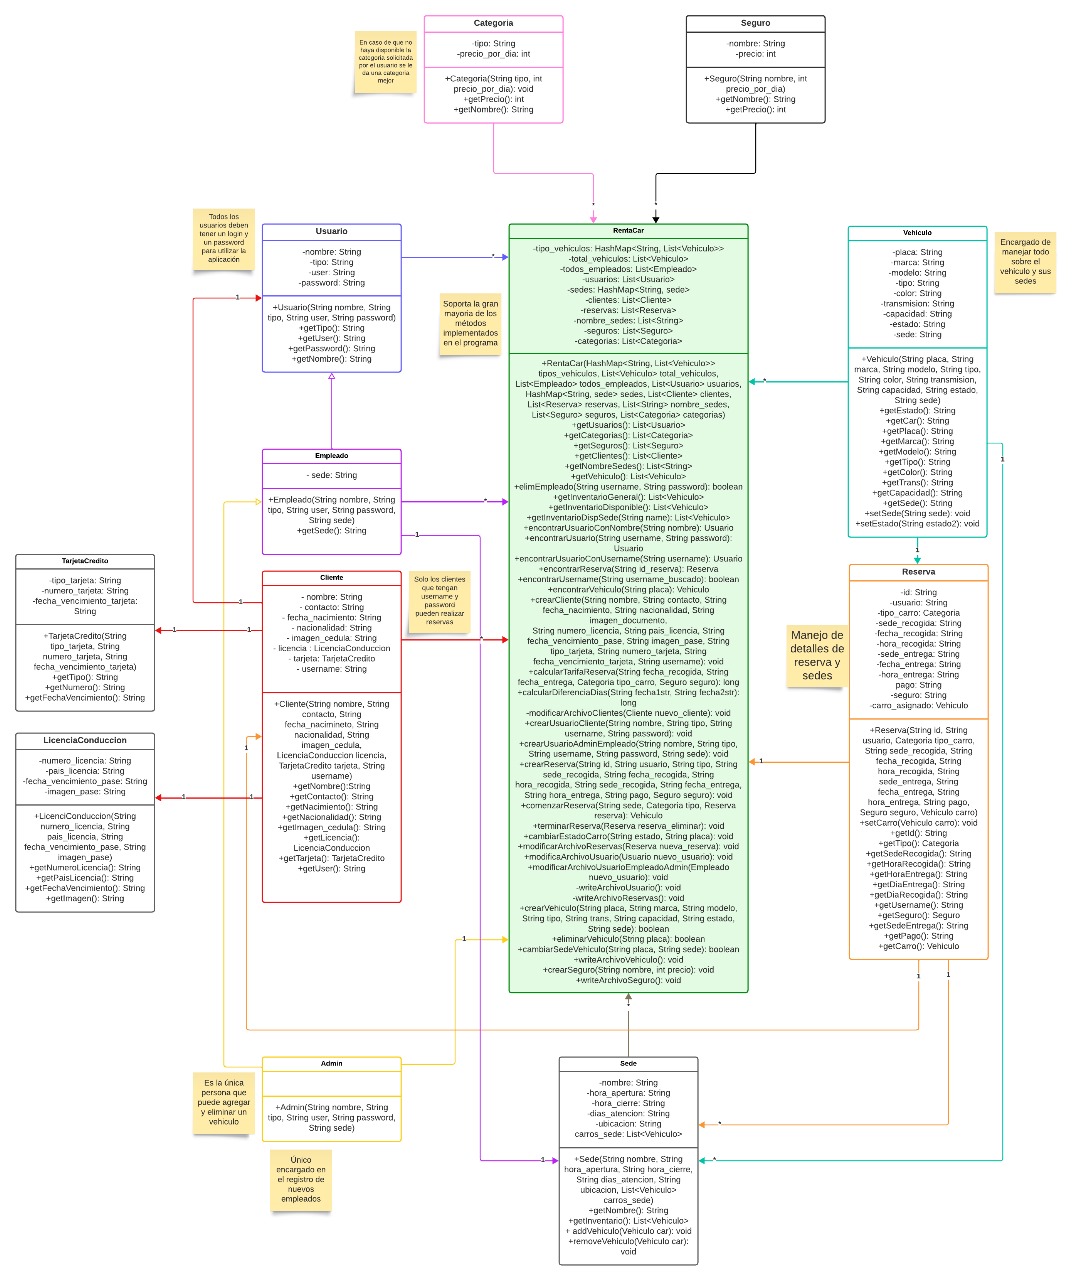 Categoria
-tipo: String
-precio_por_dia: int
+Categoria(String tipo, int
precio_por_dia): void
+getPrecio(): int
+getNombre(): String
En caso de que no
haya disponible la
categoria solicitada
por el usuario se le
da una categoria
mejor
Seguro
-nombre: String
-precio: int
+Seguro(String nombre, int
precio_por_dia)
+getNombre(): String
+getPrecio(): int
*
*
Todos los
usuarios deben
tener un login y
un password
para utilizar la
aplicación
Usuario
-nombre: String
-tipo: String
-user: String
-password: String
+Usuario(String nombre, String
tipo, String user, String password)
+getTipo(): String
+getUser(): String
+getPassword(): String
+getNombre(): String
*
1
Soporta la gran
mayoria de los
métodos
implementados
en el programa
RentaCar
-tipo_vehiculos: HashMap<String, List<Vehiculo>>
-total_vehiculos: List<Vehiculo>
-todos_empleados: List<Empleado>
-usuarios: List<Usuario>
-sedes: HashMap<String, sede>
-clientes: List<Cliente>
-reservas: List<Reserva>
-nombre_sedes: List<String>
-seguros: List<Seguro>
-categorias: List<Categoria>
+RentaCar(HashMap<String, List<Vehiculo>>
tipos_vehiculos, List<Vehiculo> total_vehiculos,
List<Empleado> todos_empleados, List<Usuario> usuarios,
HashMap<String, sede> sedes, List<Cliente> clientes,
List<Reserva> reservas, List<String> nombre_sedes,
List<Seguro> seguros, List<Categoria> categorias)
+getUsuarios(): List<Usuario>
+getCategorias(): List<Categoria>
+getSeguros(): List<Seguro>
+getClientes(): List<Cliente>
+getNombreSedes(): List<String>
+getVehiculo(): List<Vehiculo>
+elimEmpleado(String username, String password): boolean
+getInventarioGeneral(): List<Vehiculo>
+getInventarioDisponible(): List<Vehiculo>
+getInventarioDispSede(String name): List<Vehiculo>
+encontrarUsuarioConNombre(String nombre): Usuario
+encontrarUsuario(String username, String password):
Usuario
+encontrarUsuarioConUsername(String username): Usuario
+encontrarReserva(String id_reserva): Reserva
+encontrarUsername(String username_buscado): boolean
+encontrarVehiculo(String placa): Vehiculo
+crearCliente(String nombre, String contacto, String
fecha_nacimiento, String nacionalidad, String
imagen_documento,
String numero_licencia, String pais_licencia, String
fecha_vencimiento_pase, String imagen_pase, String
tipo_tarjeta, String numero_tarjeta, String
fecha_vencimiento_tarjeta, String username): void
+calcularTarifaReserva(String fecha_recogida, String
fecha_entrega, Categoria tipo_carro, Seguro seguro): long
+calcularDiferenciaDias(String fecha1str, String fecha2str):
long
-modificarArchivoClientes(Cliente nuevo_cliente): void
+crearUsuarioCliente(String nombre, String tipo, String
username, String password): void
+crearUsuarioAdminEmpleado(String nombre, String tipo,
String username, String password, String sede): void
+crearReserva(String id, String usuario, String tipo, String
sede_recogida, String fecha_recogida, String
hora_recogida, String sede_recogida, String fecha_entrega,
String hora_entrega, String pago, Seguro seguro): void
+comenzarReserva(String sede, Categoria tipo, Reserva
reserva): Vehiculo
+terminarReserva(Reserva reserva_eliminar): void
+cambiarEstadoCarro(String estado, String placa): void
+modificarArchivoReservas(Reserva nueva_reserva): void
+modificaArchivoUsuario(Usuario nuevo_usuario): void
+modificarArchivoUsuarioEmpleadoAdmin(Empleado
nuevo_usuario): void
-writeArchivoUsuario(): void
-writeArchivoReservas(): void
+crearVehiculo(String placa, String marca, String modelo,
String tipo, String trans, String capacidad, String estado,
String sede): boolean
+eliminarVehiculo(String placa): boolean
+cambiarSedeVehiculo(String placa, String sede): boolean
+writeArchivoVehiculo(): void
+crearSeguro(String nombre, int precio): void
+writeArchivoSeguro(): void
Vehiculo
-placa: String
-marca: String
-modelo: String
-tipo: String
-color: String
-transmision: String
-capacidad: String
-estado: String
-sede: String
+Vehiculo(String placa, String
marca, String modelo, String tipo,
String color, String transmision,
String capacidad, String estado,
String sede)
+getEstado(): String
+getCar(): String
+getPlaca(): String
+getMarca(): String
+getModelo(): String
+getTipo(): String
+getColor(): String
+getTrans(): String
+getCapacidad(): String
+getSede(): String
+setSede(String sede): void
+setEstado(String estado2): void
Encargado de
manejar todo
sobre el
vehiculo y sus
sedes
*
1
1
Empleado
- sede: String
+Empleado(String nombre, String
tipo, String user, String password,
String sede)
+getSede(): String
*
1
TarjetaCredito
-tipo_tarjeta: String
-numero_tarjeta: String
-fecha_vencimiento_tarjeta:
String
+TarjetaCredito(String
tipo_tarjeta, String
numero_tarjeta, String
fecha_vencimiento_tarjeta)
+getTipo(): String
+getNumero(): String
+getFechaVencimiento(): String
Cliente
- nombre: String
- contacto: String
- fecha_nacimiento: String
- nacionalidad: String
- imagen_cedula: String
- licencia : LicenciaConduccion
- tarjeta: TarjetaCredito
- username: String
+Cliente(String nombre, String
contacto, String
fecha_nacimineto, String
nacionalidad, String
imagen_cedula,
LicenciaConduccion licencia,
TarjetaCredito tarjeta, String
username)
+getNombre():String
+getContacto(): String
+getNacimiento(): String
+getNacionalidad(): String
+getImagen_cedula(): String
+getLicencia():
LicenciaConduccion
+getTarjeta(): TarjetaCredito
+getUser(): String
Solo los clientes
que tengan
username y
password
pueden realizar
reservas
*
1
1
1
1
1
1
LicenciaConduccion
-numero_licencia: String
-pais_licencia: String
-fecha_vencimiento_pase: String
-imagen_pase: String
+LicenciConduccion(String
numero_licencia, String
pais_licencia, String
fecha_vencimiento_pase, String
imagen_pase)
+getNumeroLicencia(): String
+getPaisLicencia(): String
+getFechaVencimiento(): String
+getImagen(): String
Manejo de
detalles de
reserva y
sedes
Reserva
-id: String
-usuario: String
-tipo_carro: Categoria
-sede_recogida: String
-fecha_recogida: String
-hora_recogida: String
-sede_entrega: String
-fecha_entrega: String
-hora_entrega: String
pago: String
-seguro: String
-carro_asignado: Vehiculo
+Reserva(String id, String
usuario, Categoria tipo_carro,
String sede_recogida, String
fecha_recogida, String
hora_recogida, String
sede_entrega, String
fecha_entrega, String
hora_entrega, String pago,
Seguro seguro, Vehiculo carro)
+setCarro(Vehiculo carro): void
+getId(): String
+getTipo(): Categoria
+getSedeRecogida(): String
+getHoraRecogida(): String
+getHoraEntrega(): String
+getDiaEntrega(): String
+getDiaRecogida(): String
+getUsername(): String
+getSeguro(): Seguro
+getSedeEntrega(): String
+getPago(): String
+getCarro(): Vehiculo
1
1
1
1
*
Es la única
persona que
puede agregar
y eliminar un
vehiculo
Admin
+Admin(String nombre, String
tipo, String user, String password,
String sede)
Único
encargado en
el registro de
nuevos
empleados
Sede
-nombre: String
-hora_apertura: String
-hora_cierre: String
-dias_atencion: String
-ubicacion: String
carros_sede: List<Vehiculo>
+Sede(String nombre, String
hora_apertura, String hora_cierre,
String dias_atencion, String
ubicacion, List<Vehiculo>
carros_sede)
+getNombre(): String
+getInventario(): List<Vehiculo>
+ addVehiculo(Vehiculo car): void
+removeVehiculo(Vehiculo car):
void
*
*